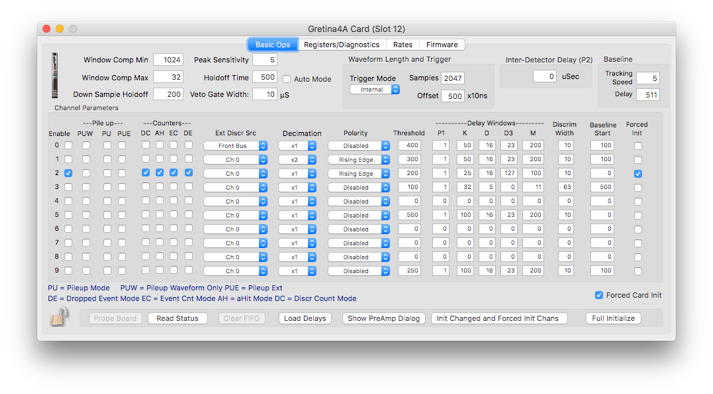 Gretina4A Card (Slot 12)
Basic Ops Registers/Diagnostics Rates Firmware
Window Comp Min 1024 Peak Sensitivity 5
Window Comp Max 32 Holdoff Time 500 Auto Mode
Down Sample Holdoff 200 Veto Gate Width: 10 µS
Waveform Length and Trigger
Trigger Mode Samples 2047
Internal Offset 500 x10ns
Inter-Detector Delay (P2)
0 uSec
Baseline
Tracking Speed 5
Delay 511
Channel Parameters
---Pile up--- ---Counters--- ----------Delay Windows---------- Discrim Baseline Forced
Enable PUW PU PUE DC AH EC DE Ext Discr Src Decimation Polarity Threshold P1 K D D3 M Width Start Init
0 Front Bus x1 Disabled 400 1 50 16 23 200 10 100
1 Ch 0 x2 Rising Edge 300 1 50 16 23 200 10 100
2 Ch 0 x1 Rising Edge 200 1 25 16 127 100 10 0
3 Ch 0 x1 Disabled 100 1 32 5 0 11 63 500
4 Ch 0 x1 Disabled 0 0 0 0 0 0 0 0
5 Ch 0 x1 Disabled 500 1 100 16 23 200 10 0
6 Ch 0 x1 Disabled 0 0 0 0 0 0 0 0
7 Ch 0 x1 Disabled 0 0 0 0 0 0 0 0
8 Ch 0 x1 Disabled 0 0 0 0 0 0 0 0
9 Ch 0 x1 Disabled 250 1 100 16 23 200 10 100
PU = Pileup Mode PUW = Pileup Waveform Only PUE = Pileup Ext
DE = Dropped Event Mode EC = Event Cnt Mode AH = aHit Mode DC = Discr Count Mode
Forced Card Init
Probe Board Read Status Clear FIFO Load Delays Show PreAmp Dialog Init Changed and Forced Init Chans Full Initialize